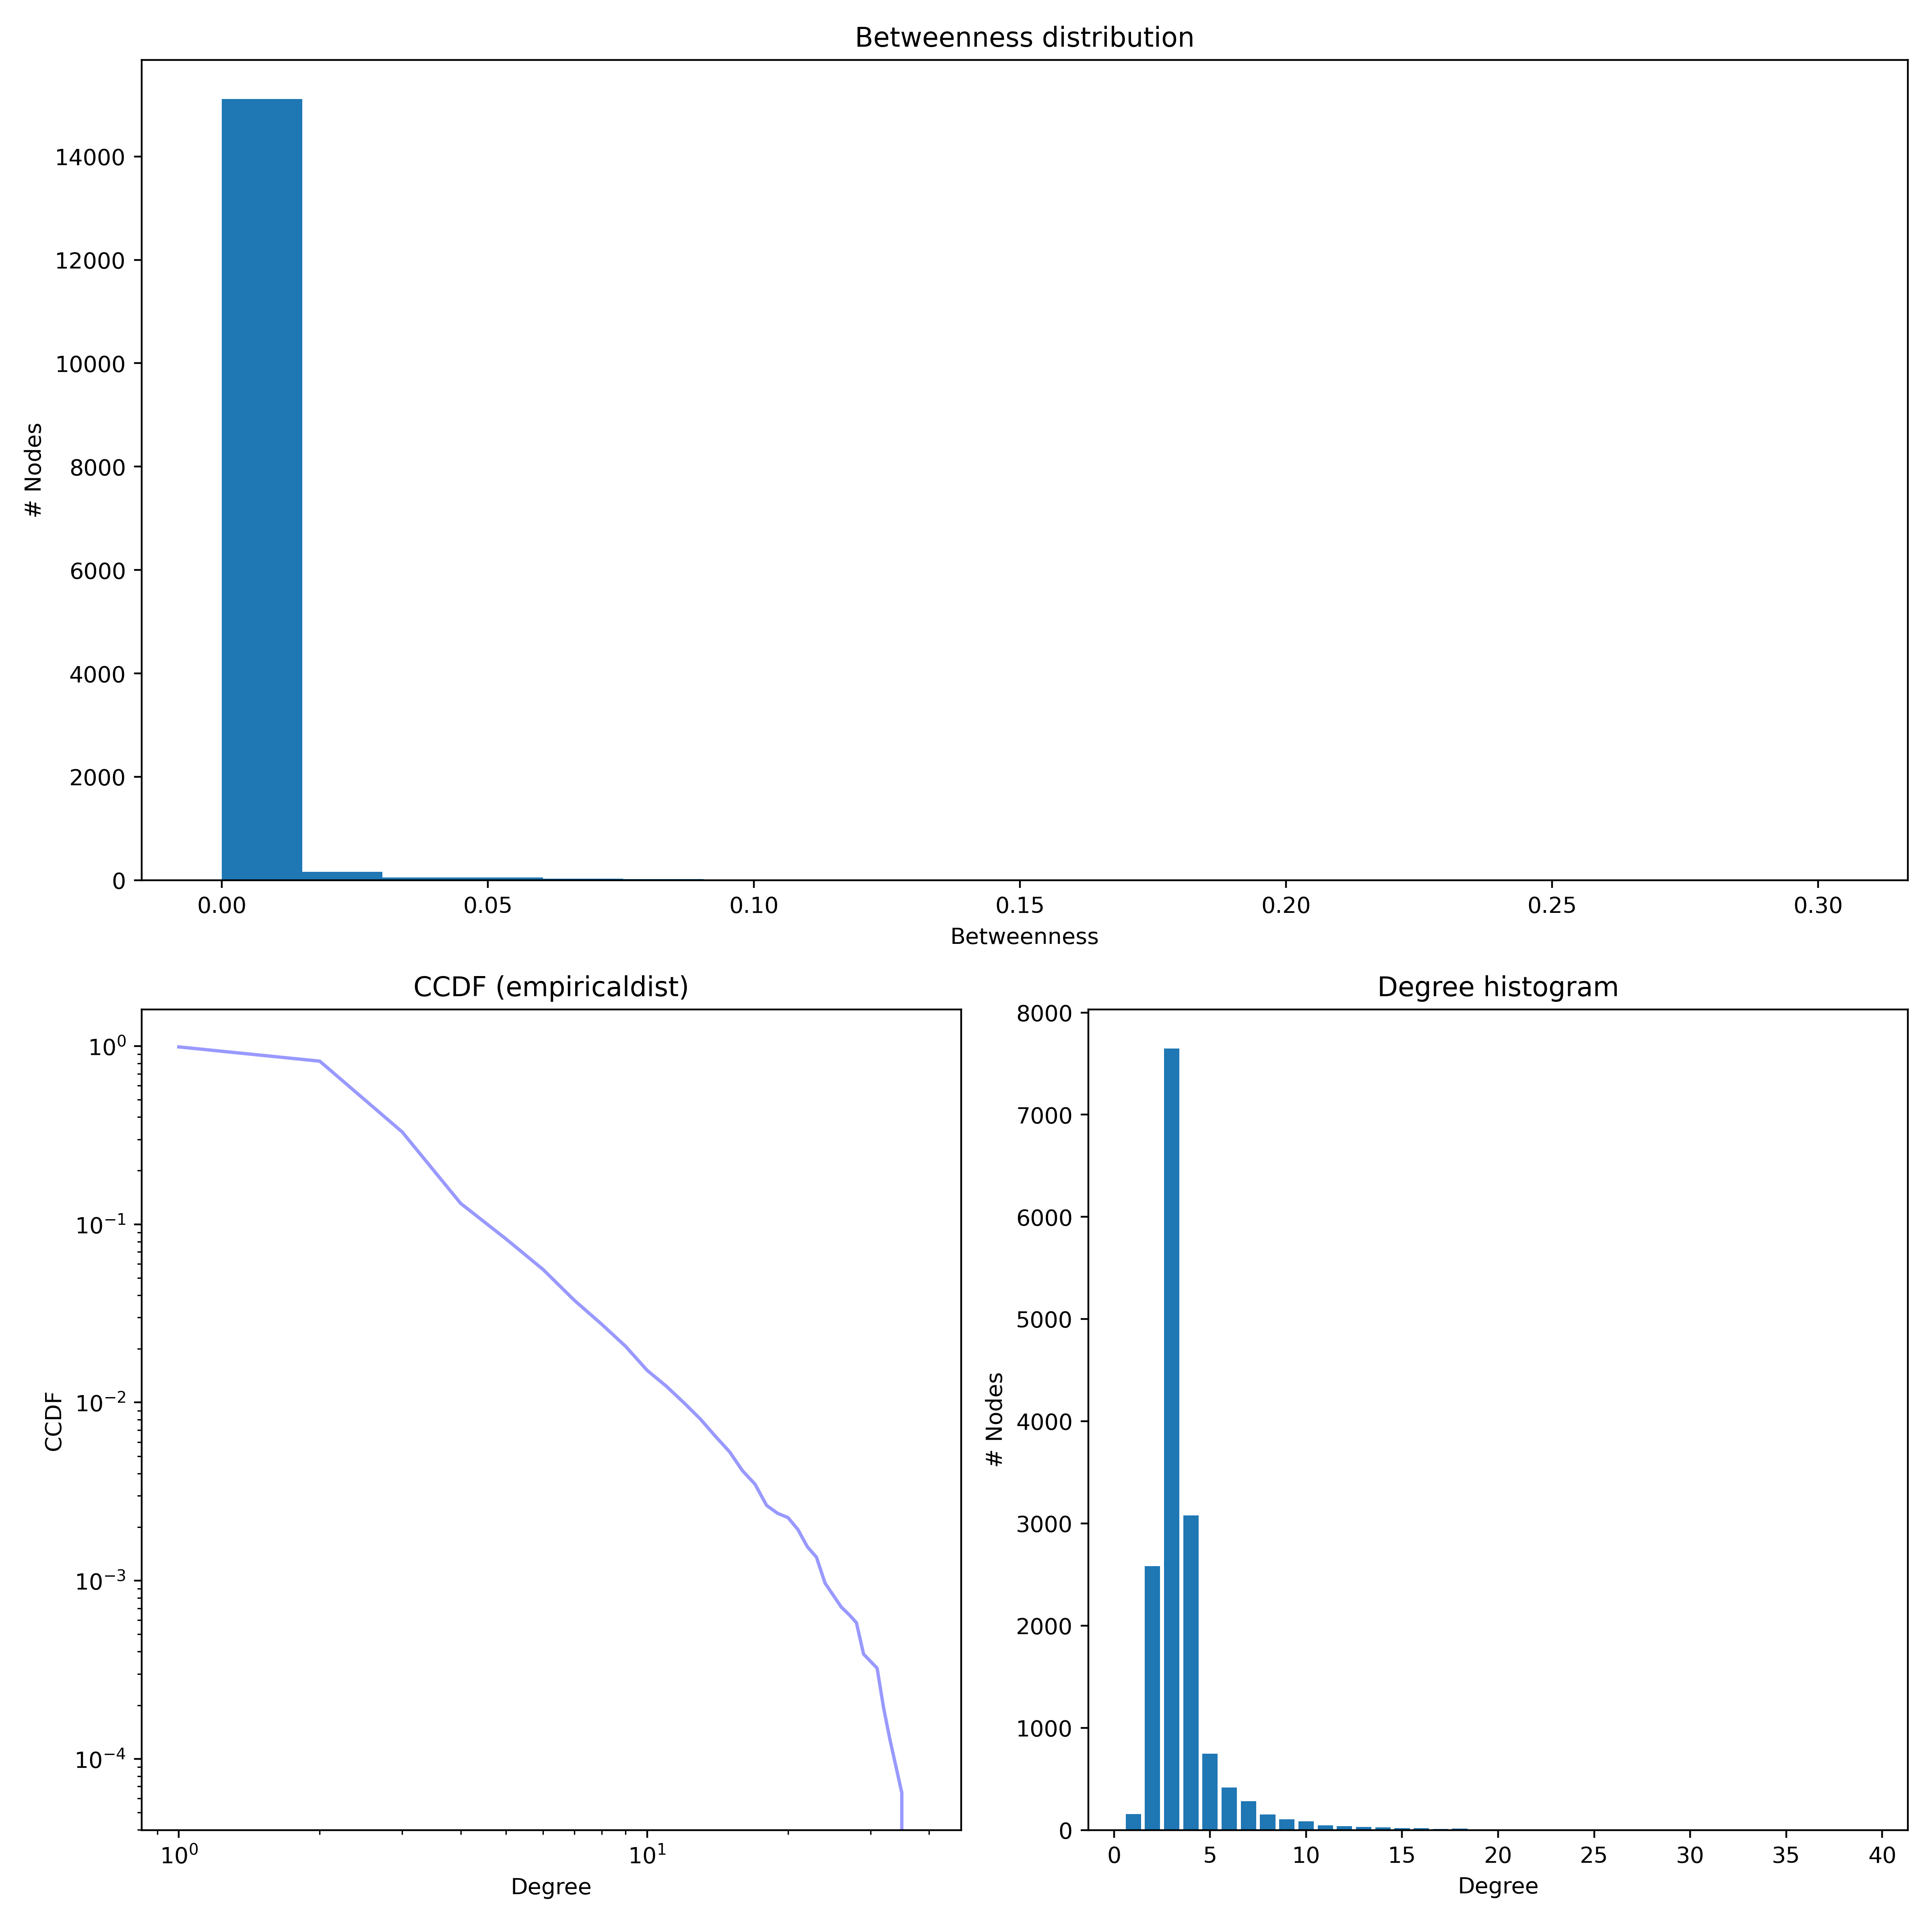 Betweenness distribution
14000
12000
10000
8000
6000
4000
2000
0
# Nodes
0.00 0.05 0.10 0.15 0.20 0.25 0.30
Betweenness
CCDF (empiricaldist)
10⁰
10⁻¹
10⁻²
10⁻³
10⁻⁴
CCDF
10⁰ 10¹
Degree
Degree histogram
8000
7000
6000
5000
4000
3000
2000
1000
0
# Nodes
0 5 10 15 20 25 30 35 40
Degree